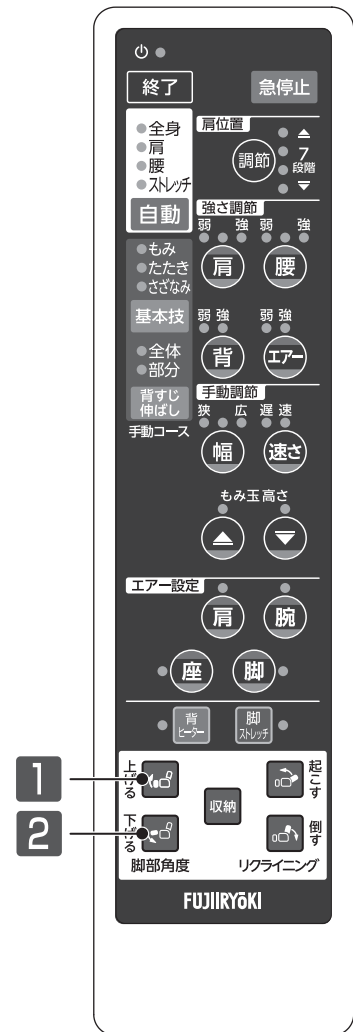 終了 急停止
肩位置
全身
肩
腰
ストレッチ
自動
調節
7
段階
強さ調節
弱 強 弱 強
肩 腰
もみ
たたき
さざなみ
基本技
弱 強 弱 強
背 エアー
全体
部分
背すじ
伸ばし
手動コース
手動調節
狭 広 遅 速
幅 速さ
もみ玉高さ
エアー設定
肩 腕
座 脚
背
ヒーター
脚
ストレッチ
1 上げる
収納
起こす
2 下げる
倒す
脚部角度 リクライニング
FUJIIRYŌKI